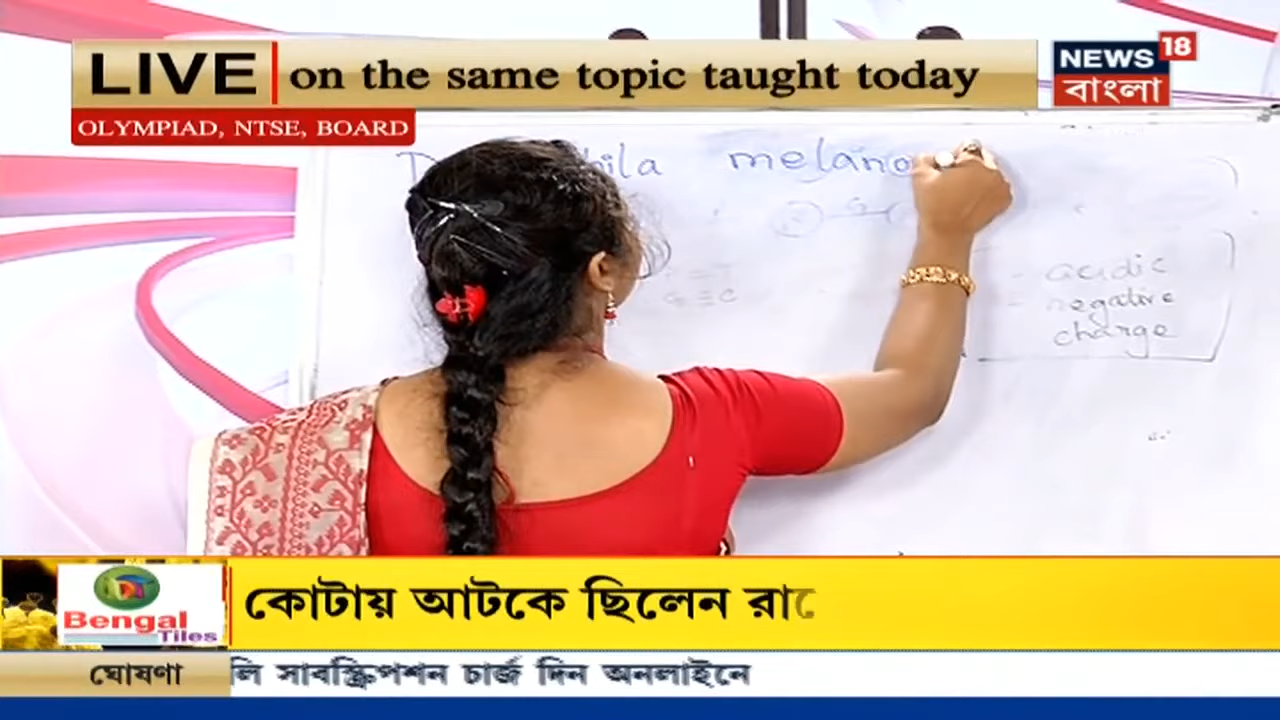 LIVE on the same topic taught today
NEWS 18
বাংলা
OLYMPIAD, NTSE, BOARD
hila melano
acidic
G ≡ C
negative
charge
Bengal
Tiles
কোটায় আটকে ছিলেন রাজে
ঘোষণা লি সাবস্ক্রিপশন চার্জ দিন অনলাইনে